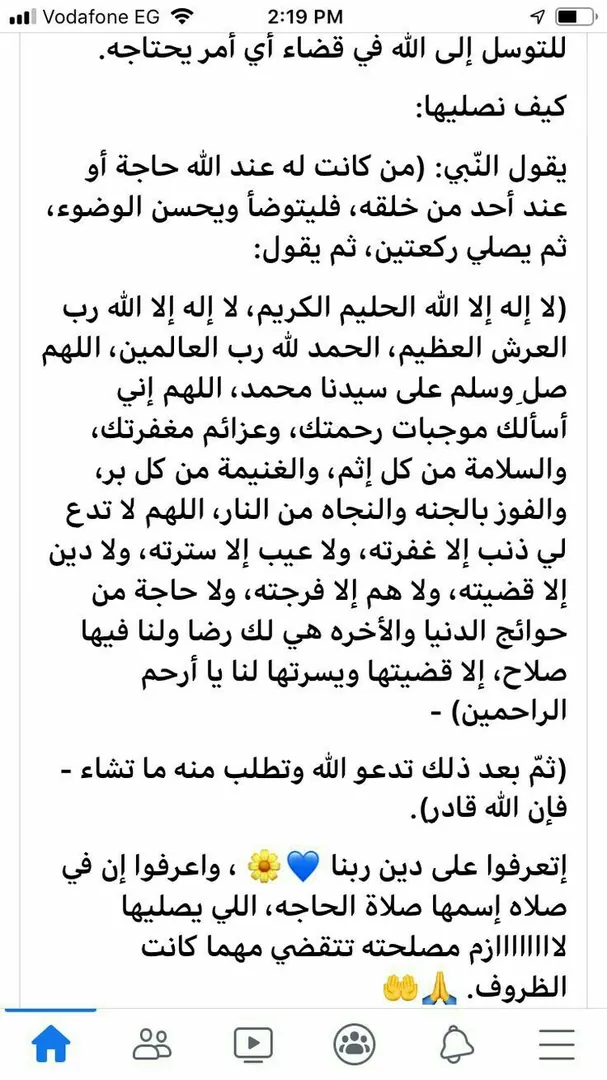 Vodafone EG 2:19 PM
للتوسل إلى الله في قضاء أي أمر يحتاجه.
كيف نصليها:
يقول النّبي: (من كانت له عند الله حاجة أو
عند أحد من خلقه، فليتوضأ ويحسن الوضوء،
ثم يصلي ركعتين، ثم يقول:
(لا إله إلا الله الحليم الكريم، لا إله إلا الله رب
العرش العظيم، الحمد لله رب العالمين، اللهم
صلِ وسلم على سيدنا محمد، اللهم إني
أسألك موجبات رحمتك، وعزائم مغفرتك،
والسلامة من كل إثم، والغنيمة من كل بر،
والفوز بالجنه والنجاه من النار، اللهم لا تدع
لي ذنب إلا غفرته، ولا عيب إلا سترته، ولا دين
إلا قضيته، ولا هم إلا فرجته، ولا حاجة من
حوائج الدنيا والأخره هي لك رضا ولنا فيها
صلاح، إلا قضيتها ويسرتها لنا يا أرحم
الراحمين) -
(ثمّ بعد ذلك تدعو الله وتطلب منه ما تشاء -
فإن الله قادر).
إتعرفوا على دين ربنا 💙🌼 ، واعرفوا إن في
صلاه إسمها صلاة الحاجه، اللي يصليها
لااااااازم مصلحته تتقضي مهما كانت
الظروف. 🙏🤲